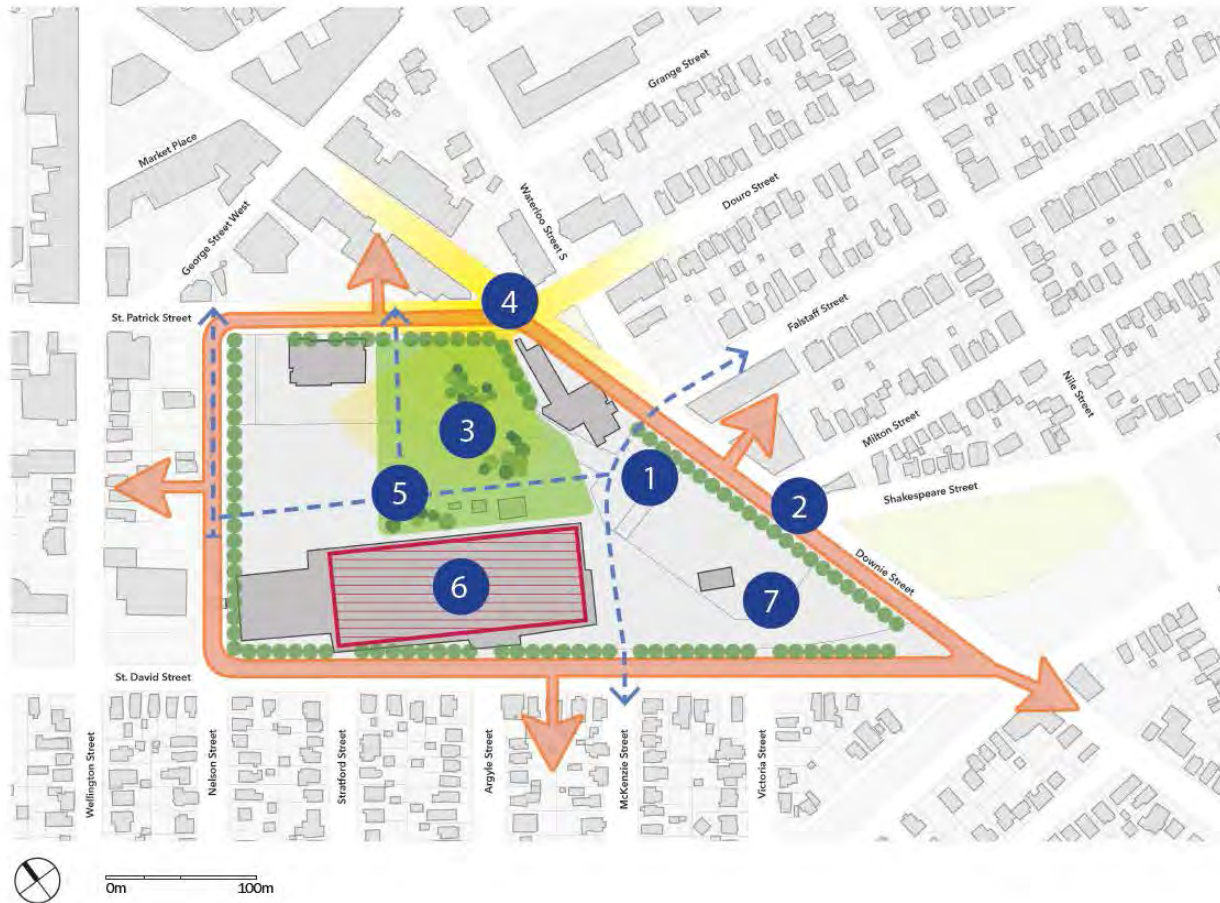 Grange Street
Market Place
Waterloo Street S
Douro Street
George Street West
Falstaff Street
4
St. Patrick Street
Nile Street
3
Milton Street
1
5
Shakespeare Street
2
Downie Street
6
7
St. David Street
Wellington Street
Nelson Street
Stratford Street
Argyle Street
McKenzie Street
Victoria Street
0m 100m